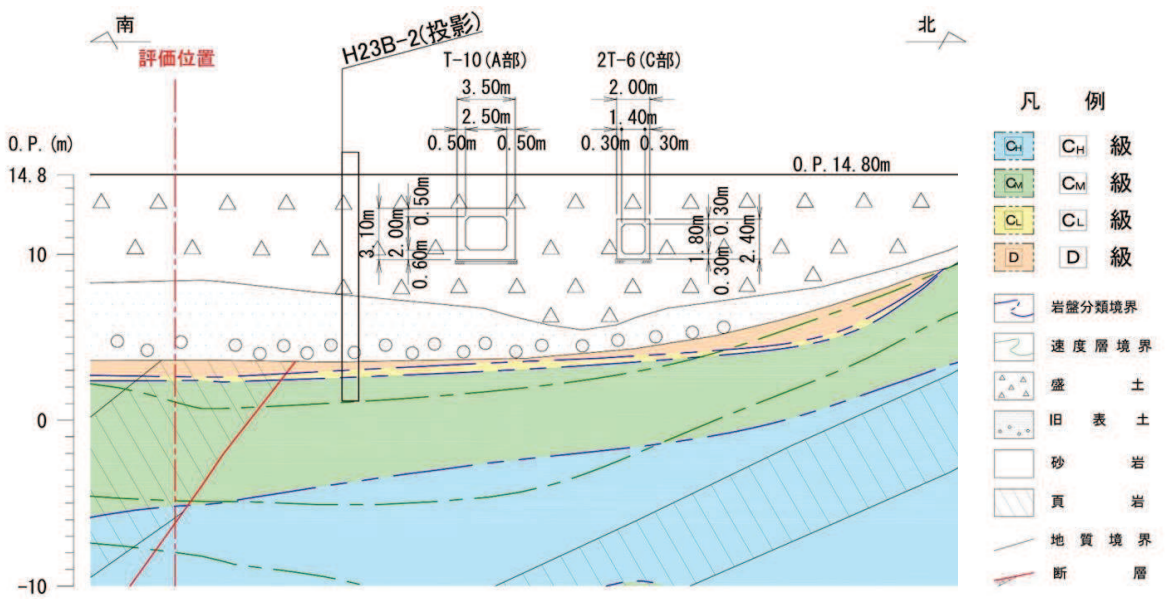 南
北
評価位置
H23B-2(投影)
T-10(A部)
3.50m
2.50m
0.50m 0.50m
2T-6(C部)
2.00m
1.40m
0.30m 0.30m
O.P.(m)
14.8
10
0
-10
O.P.14.80m
3.10m
2.00m
0.50m
0.60m
1.80m
0.30m
0.30m
2.40m
凡 例
CH CH 級
CM CM 級
CL CL 級
D D 級
岩盤分類境界
速度層境界
盛 土
旧 表 土
砂 岩
頁 岩
地 質 境 界
断 層